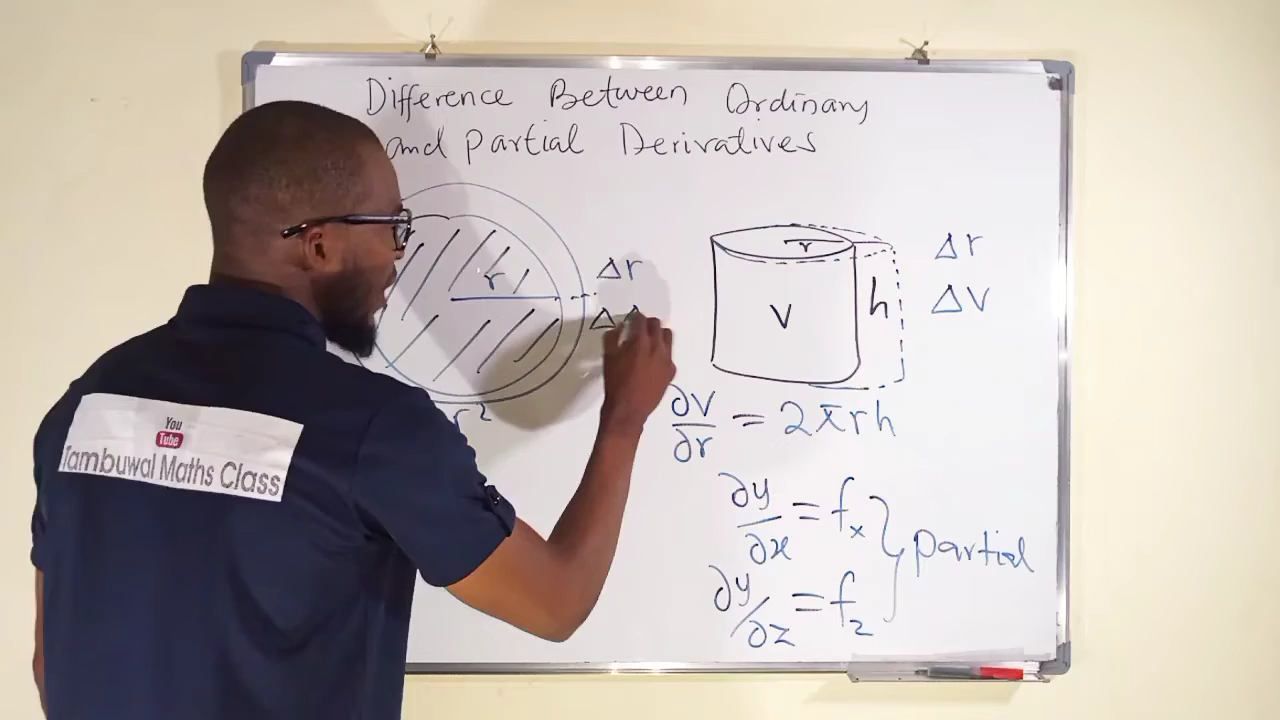 Difference Between Ordinary
and Partial Derivatives
r
Δr
Δ
r²
r
V
h
Δr
ΔV
∂V/∂r = 2πrh
∂y/∂x = fx
∂y/∂z = fz
} partial
You
Tube
Tambuwal Maths Class